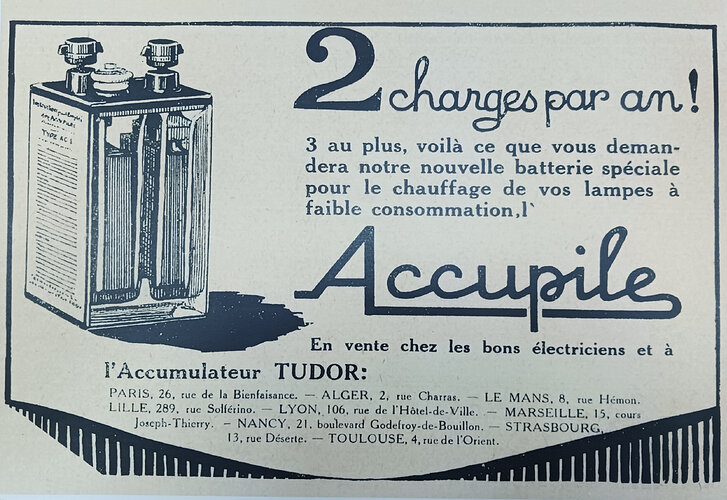 TYPE AC 1
2 charges par an!
3 au plus, voilà ce que vous deman-
dera notre nouvelle batterie spéciale
pour le chauffage de vos lampes à
faible consommation, l'
Accupile
En vente chez les bons électriciens et à
l'Accumulateur TUDOR:
PARIS, 26, rue de la Bienfaisance. — ALGER, 2, rue Charras. — LE MANS, 8, rue Hémon.
LILLE, 289, rue Solférino. — LYON, 106, rue de l'Hôtel-de-Ville. — MARSEILLE, 15, cours
Joseph-Thierry. — NANCY, 21, boulevard Godefroy-de-Bouillon. — STRASBOURG,
13, rue Déserte. — TOULOUSE, 4, rue de l'Orient.